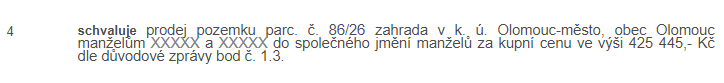 4 schvaluje prodej pozemku parc. č. 86/26 zahrada v k. ú. Olomouc-město, obec Olomouc
manželům XXXXX a XXXXX do společného jmění manželů za kupní cenu ve výši 425 445,- Kč
dle důvodové zprávy bod č. 1.3.